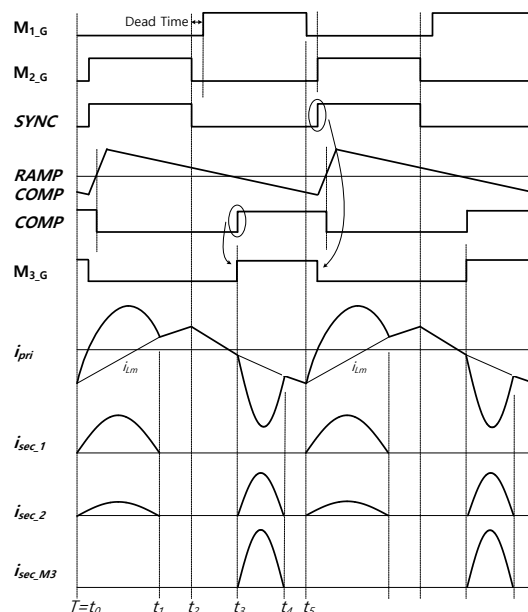 M1_G
Dead Time
M2_G
SYNC
RAMP
COMP
COMP
M3_G
ipri
iLm
iLm
isec_1
isec_2
isec_M3
T=t0 t1 t2 t3 t4 t5